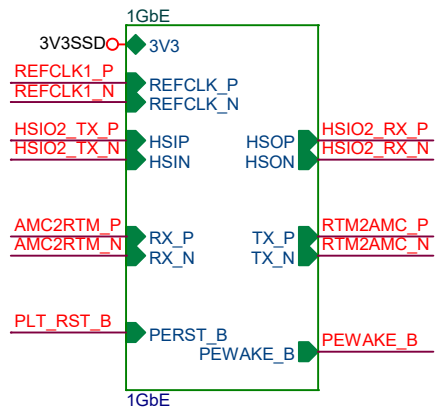 1GbE
3V3SSD 3V3
REFCLK1_P
REFCLK_P
REFCLK1_N
REFCLK_N
HSIO2_TX_P HSIO2_RX_P
HSIP HSOP
HSIO2_TX_N HSIO2_RX_N
HSIN HSON
AMC2RTM_P RTM2AMC_P
RX_P TX_P
AMC2RTM_N RTM2AMC_N
RX_N TX_N
PLT_RST_B
PERST_B
PEWAKE_B
PEWAKE_B
1GbE